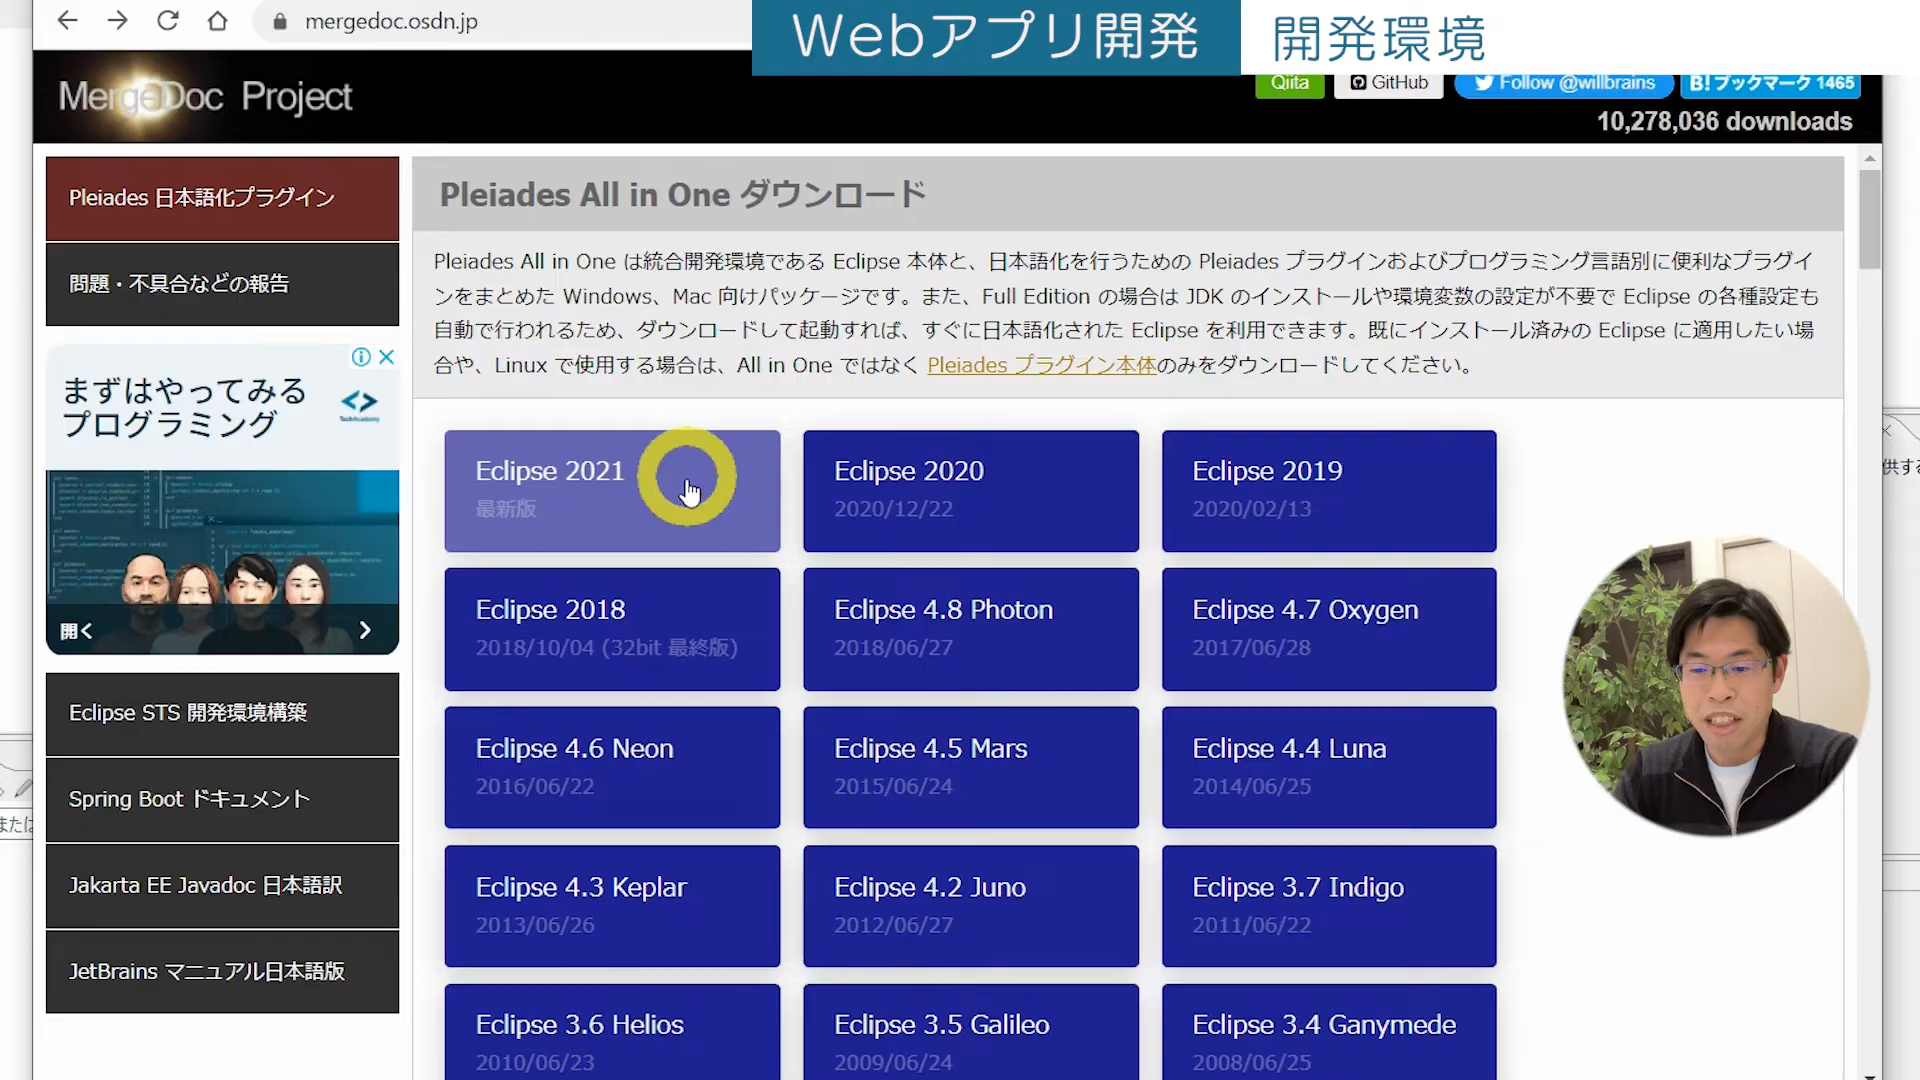 mergedoc.osdn.jp
Webアプリ開発
開発環境
MergeDoc Project
Qiita
GitHub
Follow @willbrains
B! ブックマーク 1465
10,278,036 downloads
Pleiades 日本語化プラグイン
問題・不具合などの報告
まずはやってみる
プログラミング
TechAcademy
開く
Eclipse STS 開発環境構築
Spring Boot ドキュメント
Jakarta EE Javadoc 日本語訳
JetBrains マニュアル日本語版
Pleiades All in One ダウンロード
Pleiades All in One は統合開発環境である Eclipse 本体と、日本語化を行うための Pleiades プラグインおよびプログラミング言語別に便利なプラグイ
ンをまとめた Windows、Mac 向けパッケージです。また、Full Edition の場合は JDK のインストールや環境変数の設定が不要で Eclipse の各種設定も
自動で行われるため、ダウンロードして起動すれば、すぐに日本語化された Eclipse を利用できます。既にインストール済みの Eclipse に適用したい場
合や、Linux で使用する場合は、All in One ではなく Pleiades プラグイン本体のみをダウンロードしてください。
Eclipse 2021
最新版
Eclipse 2020
2020/12/22
Eclipse 2019
2020/02/13
Eclipse 2018
2018/10/04 (32bit 最終版)
Eclipse 4.8 Photon
2018/06/27
Eclipse 4.7 Oxygen
2017/06/28
Eclipse 4.6 Neon
2016/06/22
Eclipse 4.5 Mars
2015/06/24
Eclipse 4.4 Luna
2014/06/25
Eclipse 4.3 Keplar
2013/06/26
Eclipse 4.2 Juno
2012/06/27
Eclipse 3.7 Indigo
2011/06/22
Eclipse 3.6 Helios
2010/06/23
Eclipse 3.5 Galileo
2009/06/24
Eclipse 3.4 Ganymede
2008/06/25
または
供する